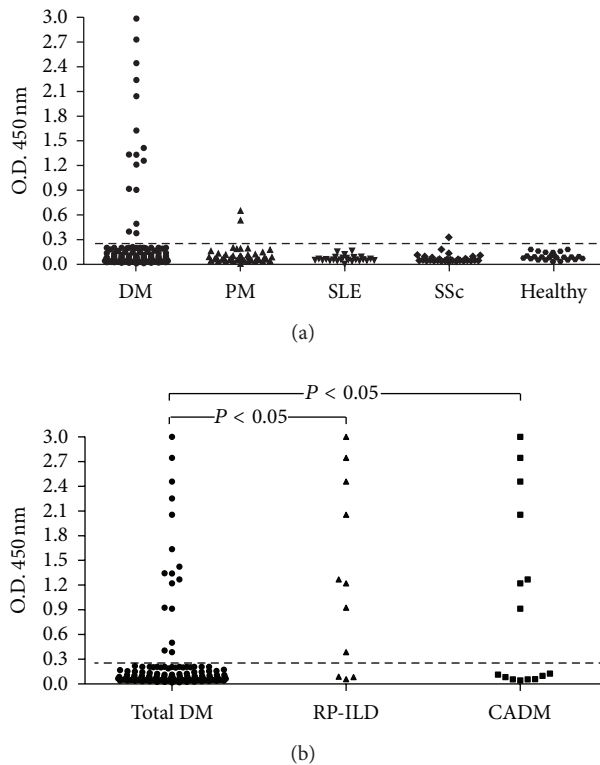 3.0
2.7
2.4
2.1
1.8
1.5
1.2
0.9
0.6
0.3
0.0
O.D. 450 nm
DM PM SLE SSc Healthy
(a)
P < 0.05
P < 0.05
3.0
2.7
2.4
2.1
1.8
1.5
1.2
0.9
0.6
0.3
0.0
O.D. 450 nm
Total DM RP-ILD CADM
(b)